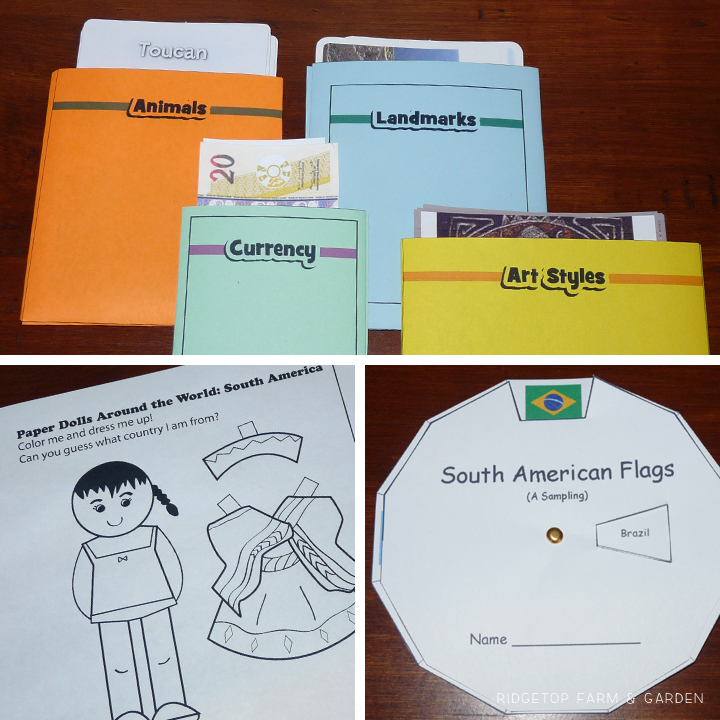 Toucan
Animals
Landmarks
20
Currency
Art Styles
Paper Dolls Around the World: South America
Color me and dress me up!
Can you guess what country I am from?
South American Flags
(A Sampling)
Brazil
Name
RIDGETOP FARM & GARDEN